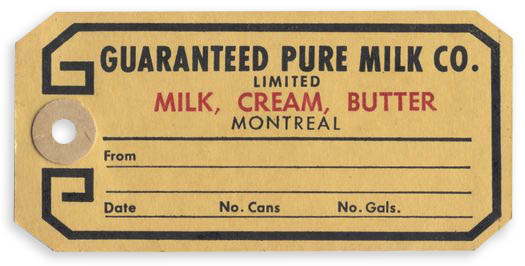 GUARANTEED PURE MILK CO.
LIMITED
MILK, CREAM, BUTTER
MONTREAL
From
Date No. Cans No. Gals.